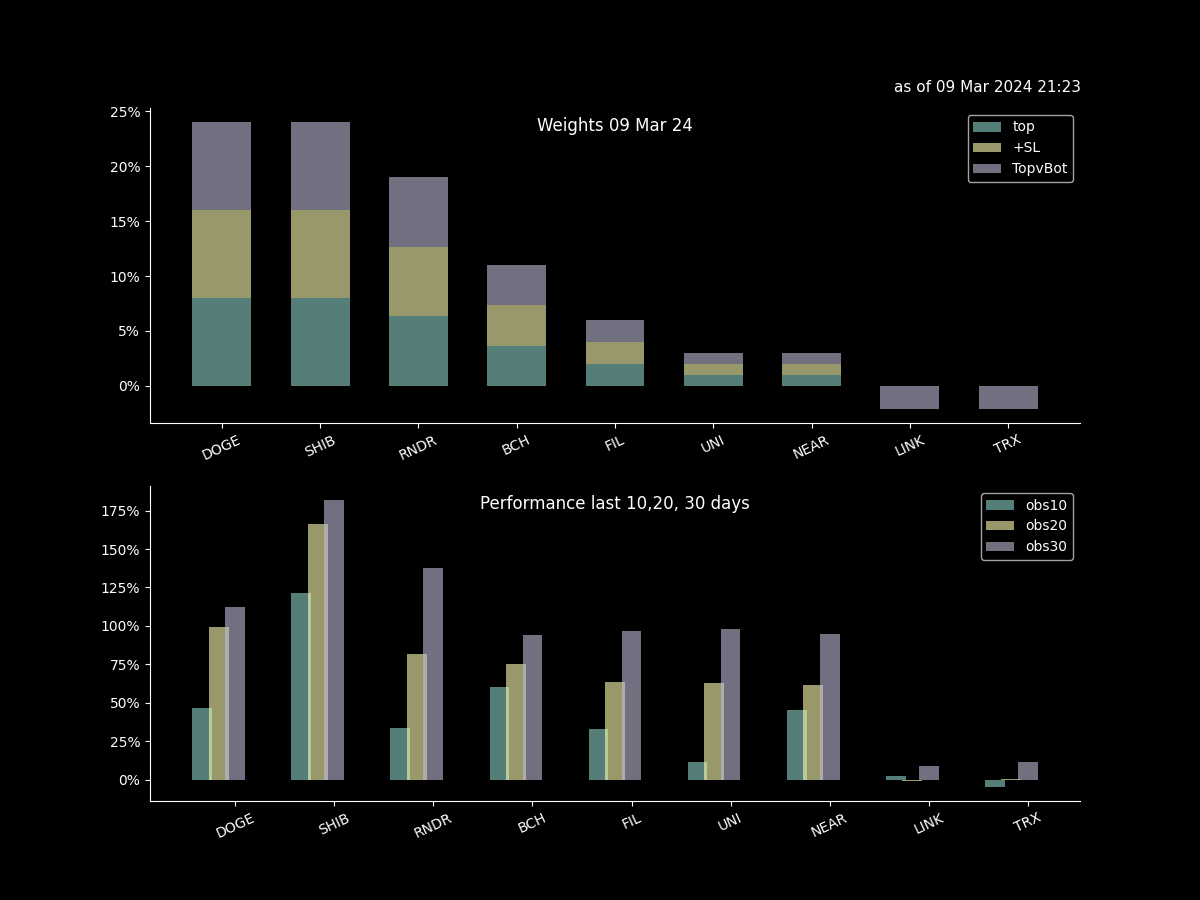 as of 09 Mar 2024 21:23
Weights 09 Mar 24
25%
20%
15%
10%
5%
0%
top
+SL
TopvBot
DOGE SHIB RNDR BCH FIL UNI NEAR LINK TRX
Performance last 10,20, 30 days
175%
150%
125%
100%
75%
50%
25%
0%
obs10
obs20
obs30
DOGE SHIB RNDR BCH FIL UNI NEAR LINK TRX